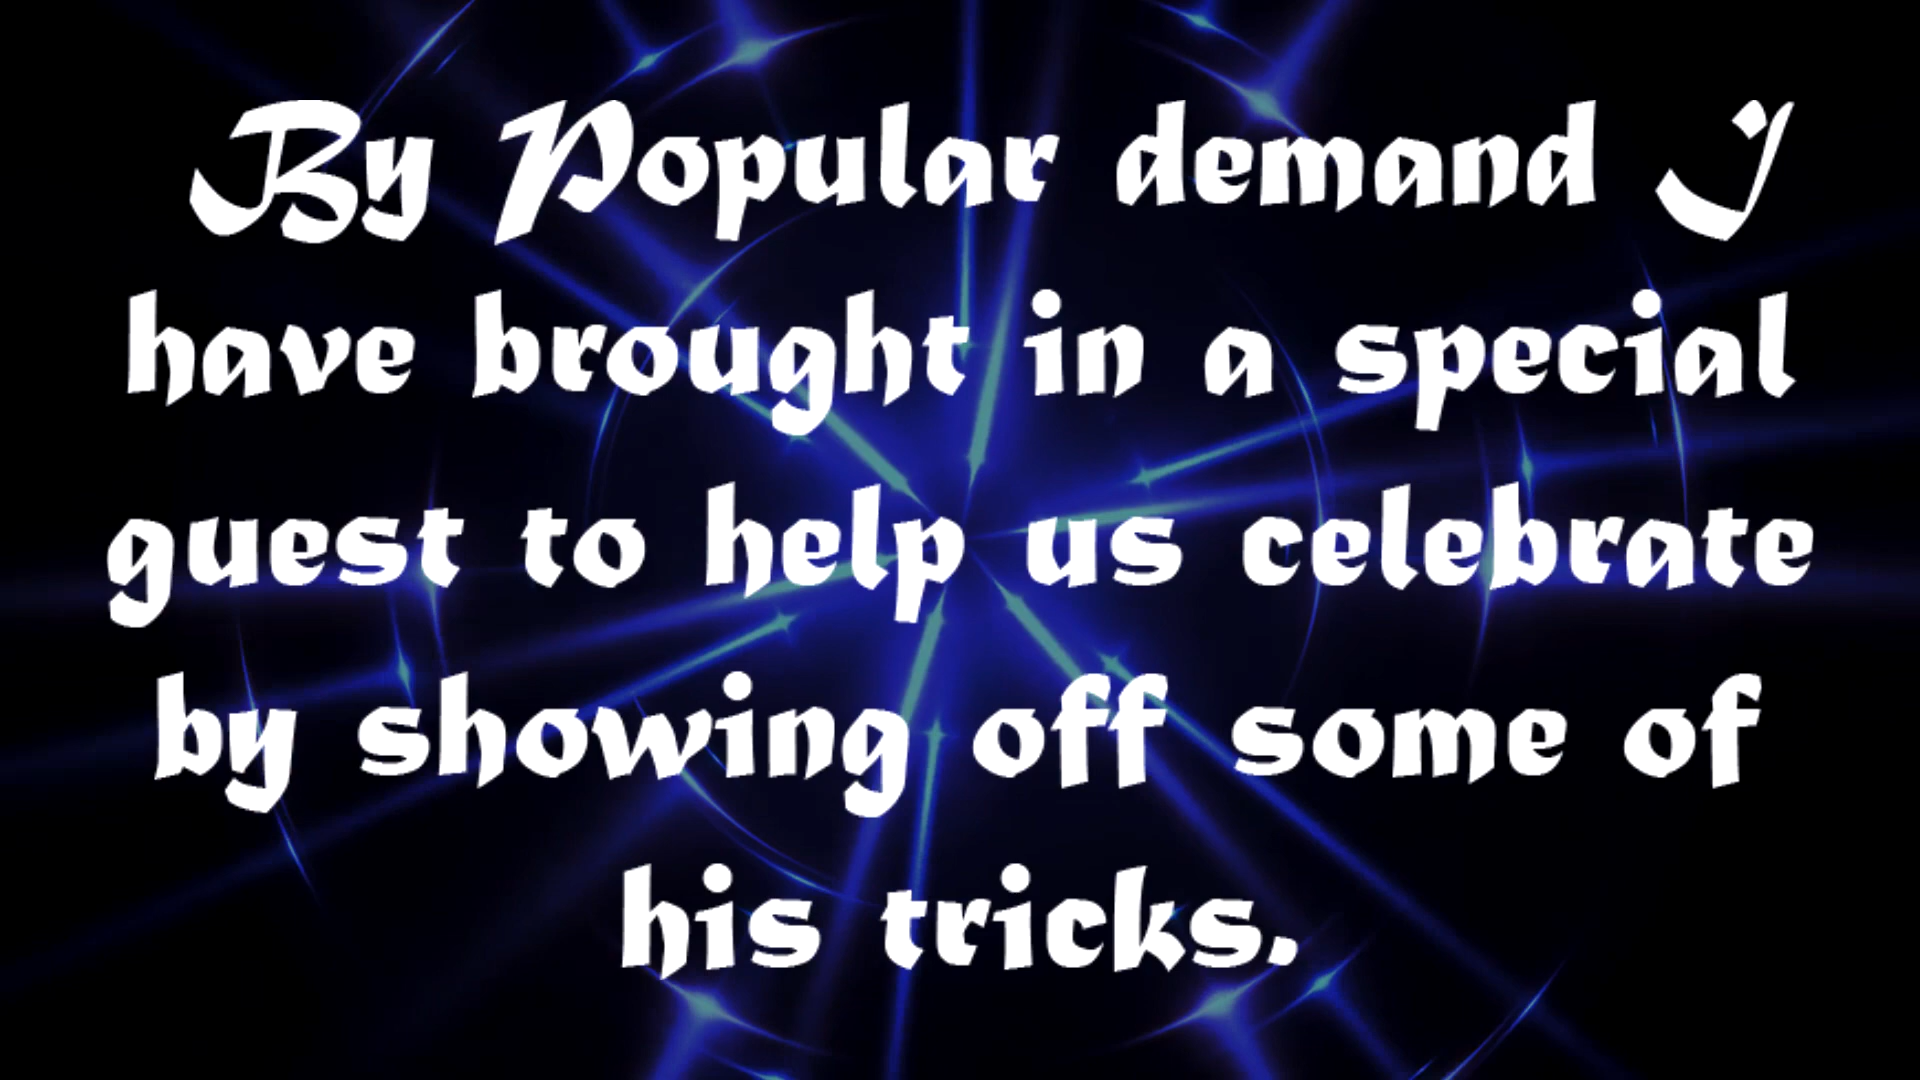 By Popular demand I
have brought in a special
guest to help us celebrate
by showing off some of
his tricks.